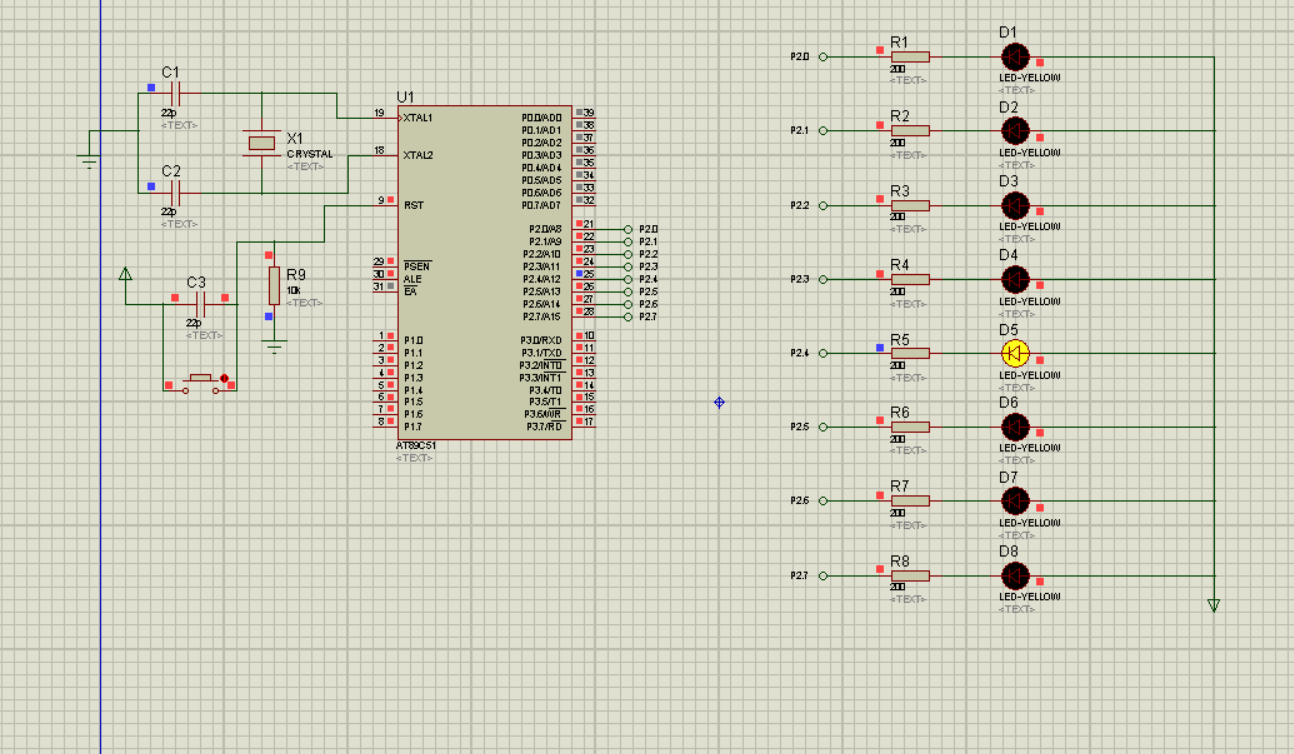 C1
22p
<TEXT>
X1
CRYSTAL
<TEXT>
C2
22p
<TEXT>
C3
22p
<TEXT>
R9
10k
<TEXT>
U1
19 XTAL1
18 XTAL2
9 RST
29 PSEN
30 ALE
31 EA
1 P1.0
2 P1.1
3 P1.2
4 P1.3
5 P1.4
6 P1.5
7 P1.6
8 P1.7
P0.0/AD0 39
P0.1/AD1 38
P0.2/AD2 37
P0.3/AD3 36
P0.4/AD4 35
P0.5/AD5 34
P0.6/AD6 33
P0.7/AD7 32
P2.0/A8 21 P2.0
P2.1/A9 22 P2.1
P2.2/A10 23 P2.2
P2.3/A11 24 P2.3
P2.4/A12 25 P2.4
P2.5/A13 26 P2.5
P2.6/A14 27 P2.6
P2.7/A15 28 P2.7
P3.0/RXD 10
P3.1/TXD 11
P3.2/INT0 12
P3.3/INT1 13
P3.4/T0 14
P3.5/T1 15
P3.6/WR 16
P3.7/RD 17
AT89C51
<TEXT>
P2.0
R1
200
<TEXT>
D1
LED-YELLOW
<TEXT>
P2.1
R2
200
<TEXT>
D2
LED-YELLOW
<TEXT>
P2.2
R3
200
<TEXT>
D3
LED-YELLOW
<TEXT>
P2.3
R4
200
<TEXT>
D4
LED-YELLOW
<TEXT>
P2.4
R5
200
<TEXT>
D5
LED-YELLOW
<TEXT>
P2.5
R6
200
<TEXT>
D6
LED-YELLOW
<TEXT>
P2.6
R7
200
<TEXT>
D7
LED-YELLOW
<TEXT>
P2.7
R8
200
<TEXT>
D8
LED-YELLOW
<TEXT>